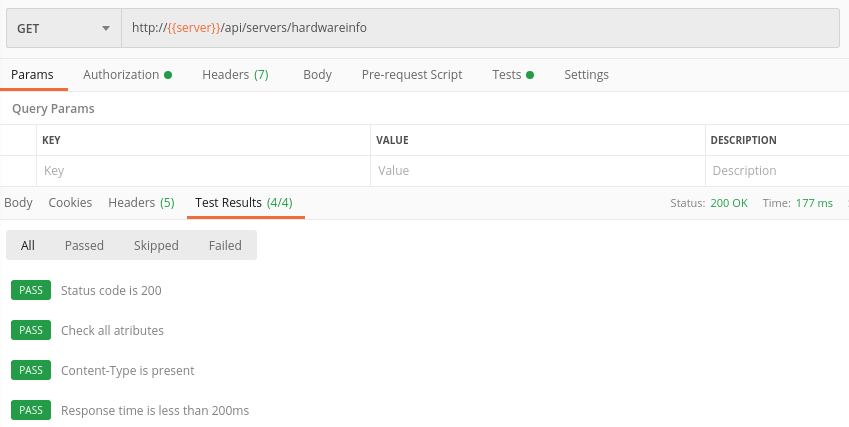 GET http://{{server}}/api/servers/hardwareinfo
Params Authorization Headers (7) Body Pre-request Script Tests Settings
Query Params
KEY VALUE DESCRIPTION
Key Value Description
Body Cookies Headers (5) Test Results (4/4) Status: 200 OK Time: 177 ms
All Passed Skipped Failed
PASS Status code is 200
PASS Check all atributes
PASS Content-Type is present
PASS Response time is less than 200ms